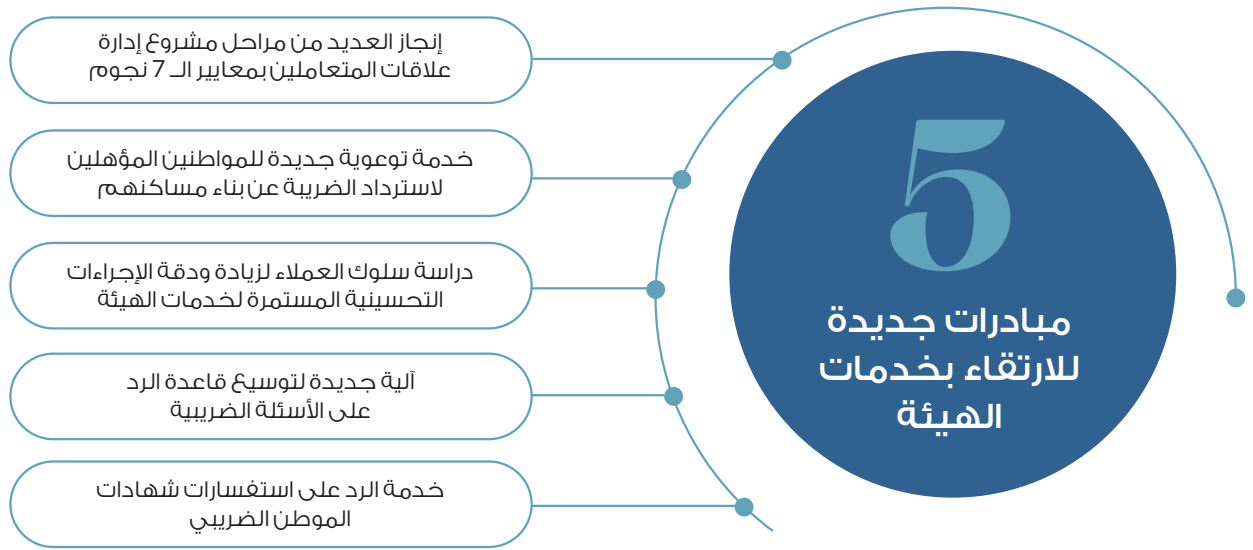 5
مبادرات جديدة
للارتقاء بخدمات
الهيئة
إنجاز العديد من مراحل مشروع إدارة
علاقات المتعاملين بمعايير الـ 7 نجوم
خدمة توعوية جديدة للمواطنين المؤهلين
لاسترداد الضريبة عن بناء مساكنهم
دراسة سلوك العملاء لزيادة ودقة الإجراءات
التحسينية المستمرة لخدمات الهيئة
آلية جديدة لتوسيع قاعدة الرد
على الأسئلة الضريبية
خدمة الرد على استفسارات شهادات
الموطن الضريبي